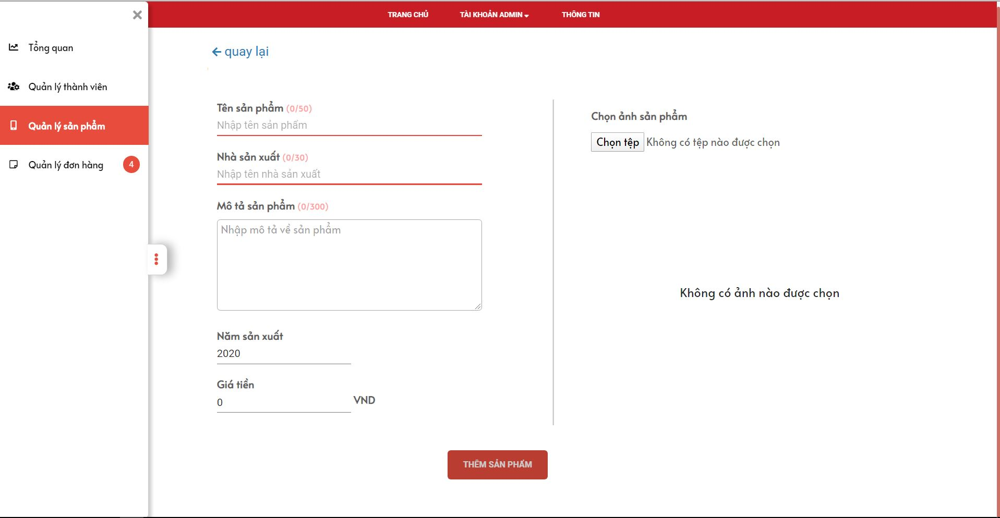 TRANG CHỦ TÀI KHOẢN ADMIN THÔNG TIN
Tổng quan
Quản lý thành viên
Quản lý sản phẩm
Quản lý đơn hàng 4
quay lại
Tên sản phẩm (0/50)
Nhập tên sản phẩm
Nhà sản xuất (0/30)
Nhập tên nhà sản xuất
Mô tả sản phẩm (0/300)
Nhập mô tả về sản phẩm
Năm sản xuất
2020
Giá tiền
0 VND
Chọn ảnh sản phẩm
Chọn tệp Không có tệp nào được chọn
Không có ảnh nào được chọn
THÊM SẢN PHẨM